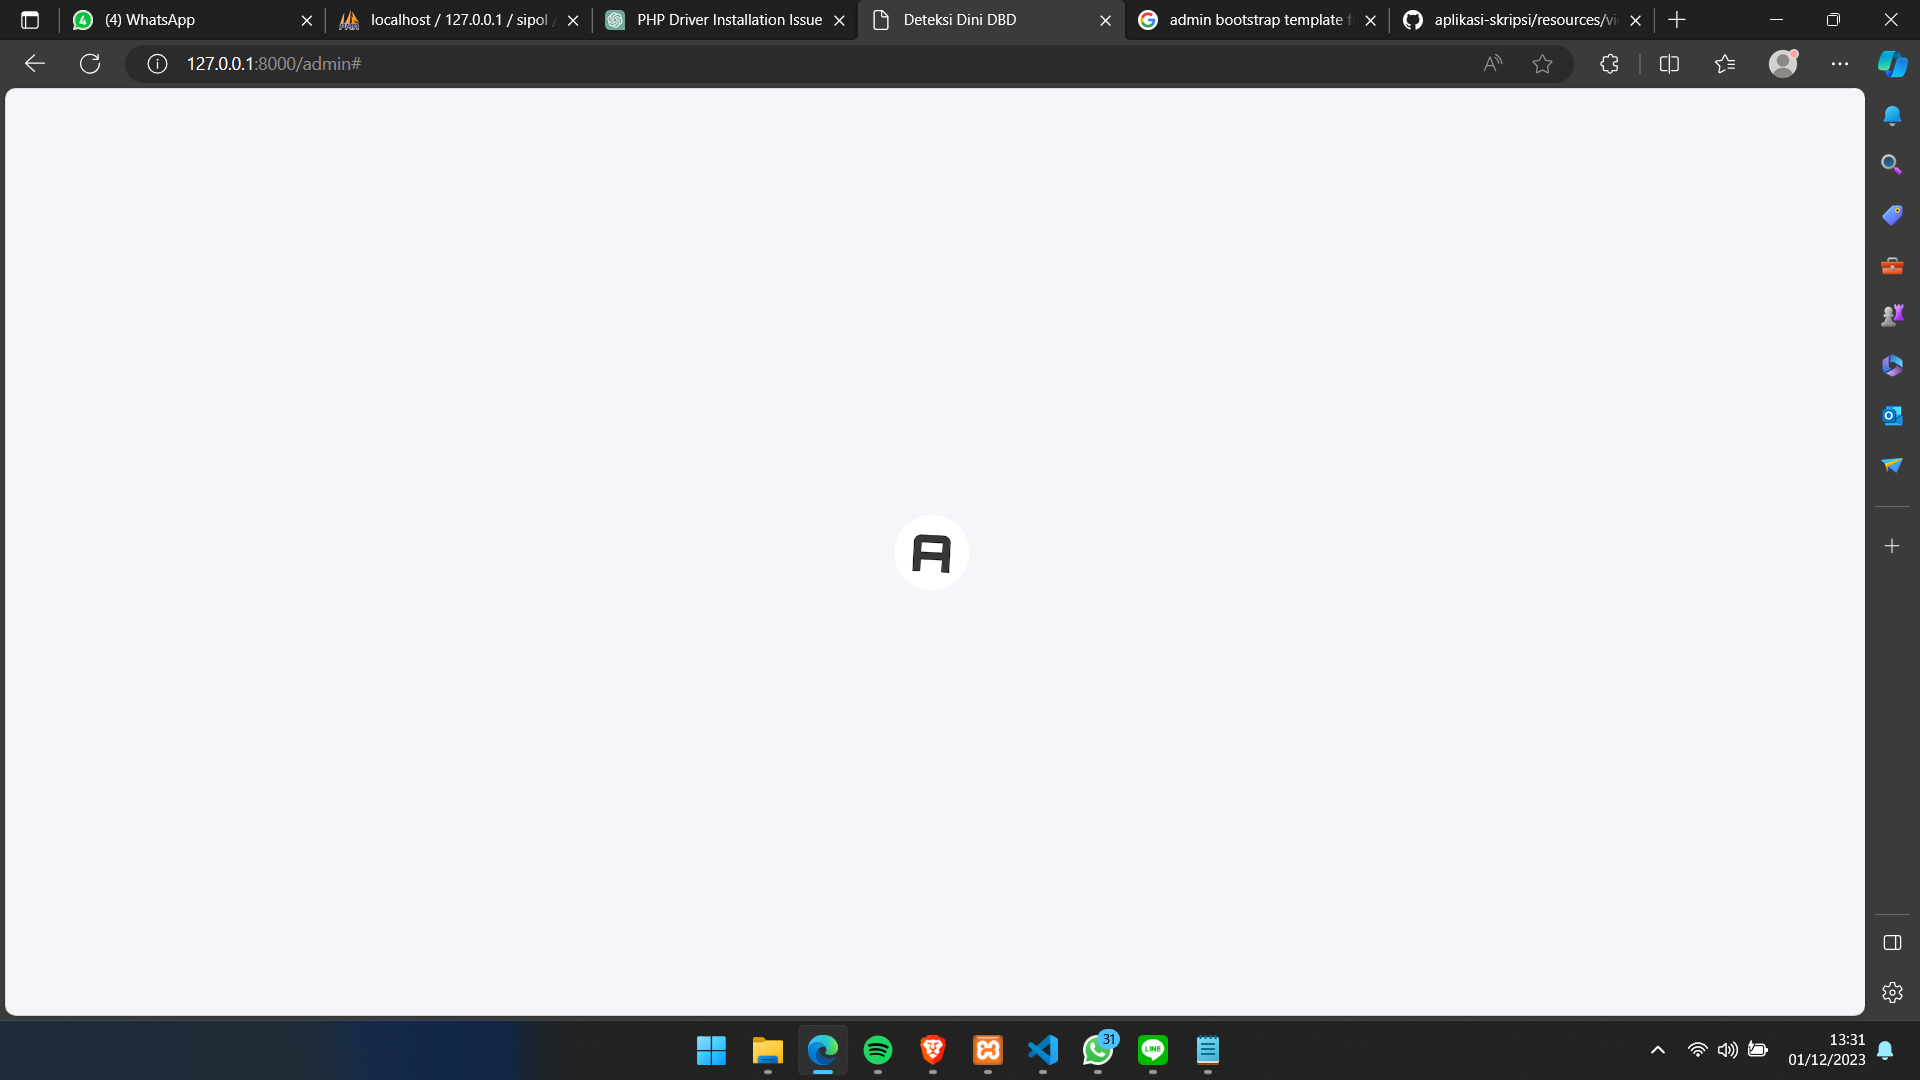 (4) WhatsApp
localhost / 127.0.0.1 / sipol /
PHP Driver Installation Issue
Deteksi Dini DBD
admin bootstrap template f
aplikasi-skripsi/resources/vi
127.0.0.1:8000/admin#
A
31
LINE
13:31
01/12/2023